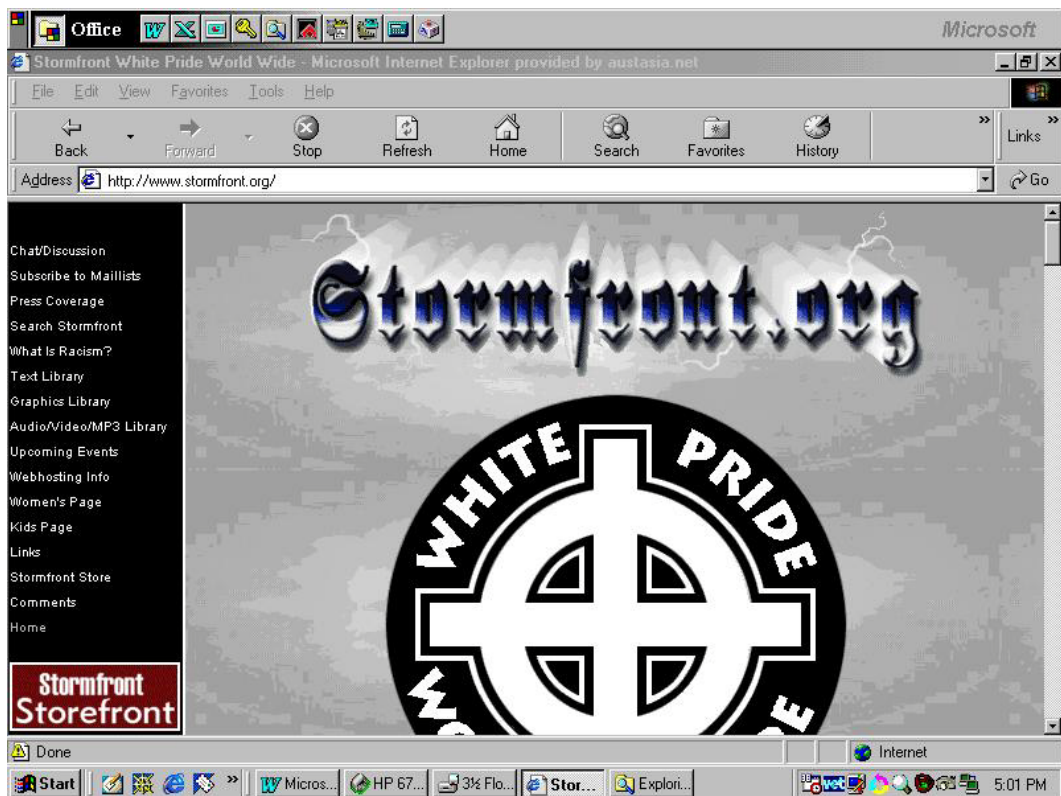 Office
Microsoft
Stormfront White Pride World Wide - Microsoft Internet Explorer provided by austasia.net
File Edit View Favorites Tools Help
Back Forward Stop Refresh Home Search Favorites History » Links »
Address http://www.stormfront.org/ Go
Chat/Discussion
Subscribe to Maillists
Press Coverage
Search Stormfront
What Is Racism?
Text Library
Graphics Library
Audio/Video/MP3 Library
Upcoming Events
Webhosting Info
Women's Page
Kids Page
Links
Stormfront Store
Comments
Home
Stormfront
Storefront
Stormfront.org
WHITE PRIDE
Done Internet
Start » Micros... HP 67... 3½ Flo... Stor... Explori... vet 5:01 PM